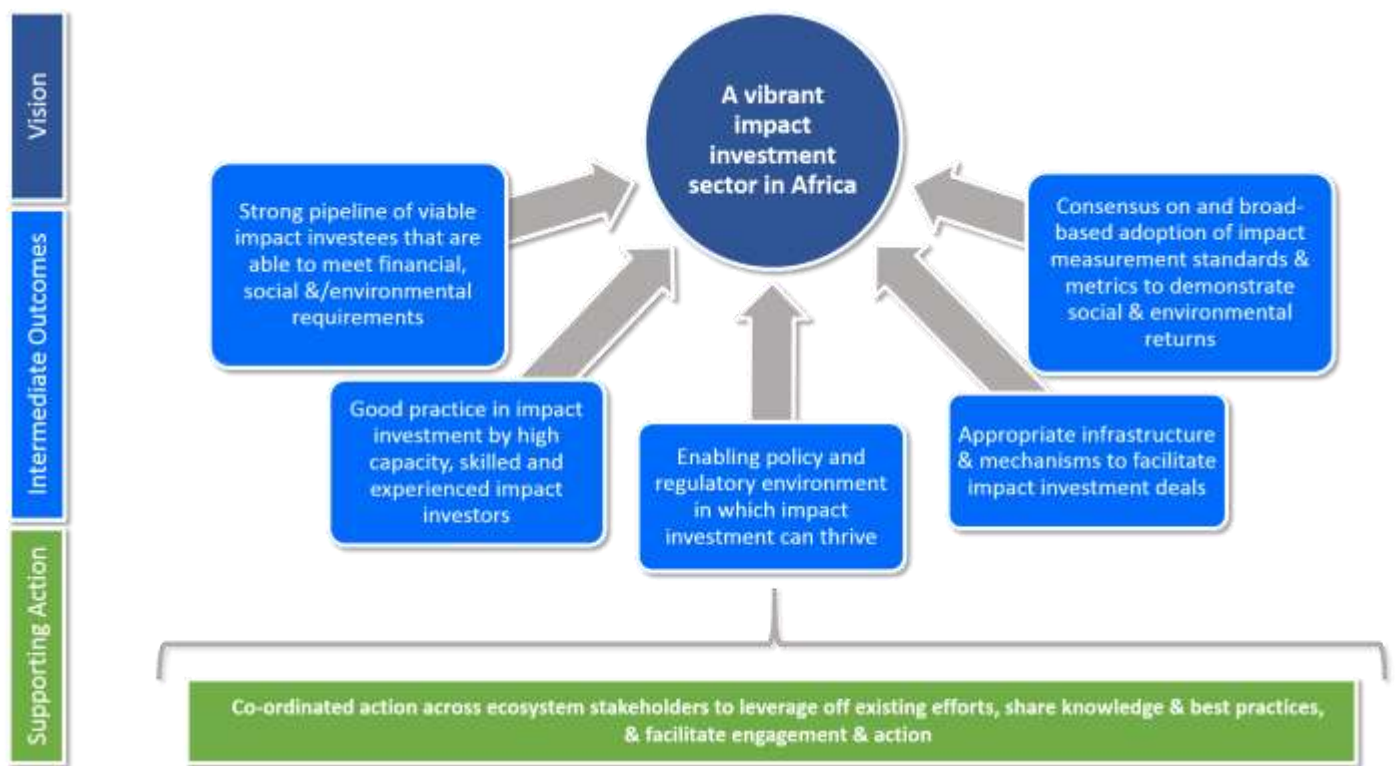 Vision
A vibrant
impact
investment
sector in Africa
Strong pipeline of viable
impact investees that are
able to meet financial,
social &/environmental
requirements
Consensus on and broad-
based adoption of impact
measurement standards &
metrics to demonstrate
social & environmental
returns
Intermediate Outcomes
Good practice in impact
investment by high
capacity, skilled and
experienced impact
investors
Enabling policy and
regulatory environment
in which impact
investment can thrive
Appropriate infrastructure
& mechanisms to facilitate
impact investment deals
Supporting Action
Co-ordinated action across ecosystem stakeholders to leverage off existing efforts, share knowledge & best practices,
& facilitate engagement & action